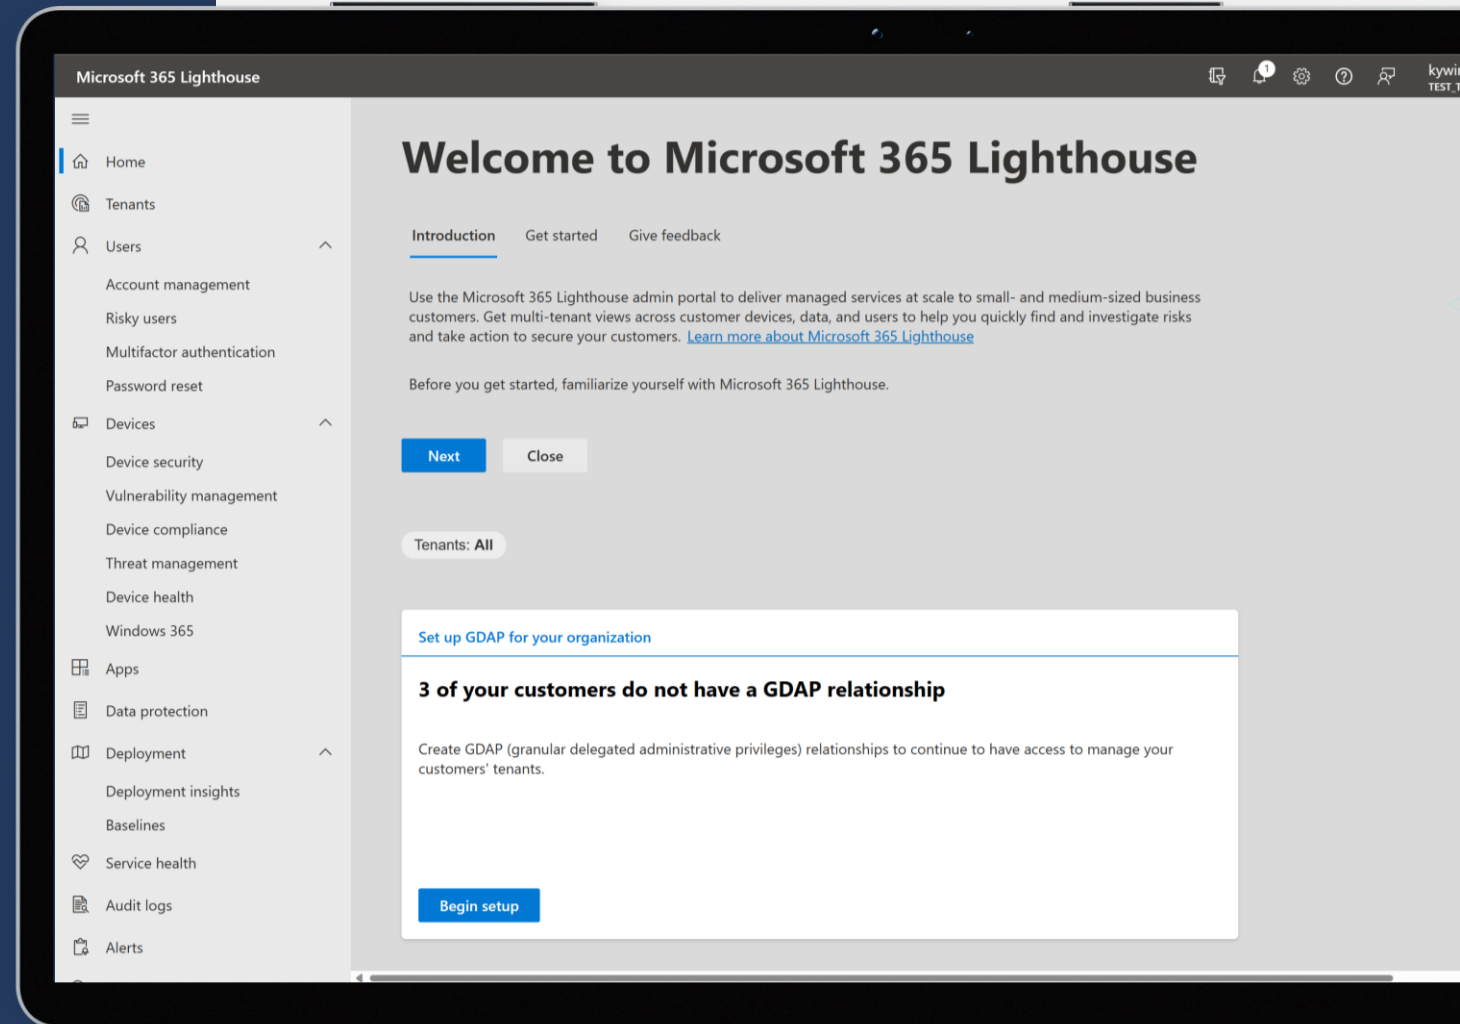 Microsoft 365 Lighthouse
1
Home
Tenants
Users
Account management
Risky users
Multifactor authentication
Password reset
Devices
Device security
Vulnerability management
Device compliance
Threat management
Device health
Windows 365
Apps
Data protection
Deployment
Deployment insights
Baselines
Service health
Audit logs
Alerts
Welcome to Microsoft 365 Lighthouse
Introduction Get started Give feedback
Use the Microsoft 365 Lighthouse admin portal to deliver managed services at scale to small- and medium-sized business
customers. Get multi-tenant views across customer devices, data, and users to help you quickly find and investigate risks
and take action to secure your customers. Learn more about Microsoft 365 Lighthouse
Before you get started, familiarize yourself with Microsoft 365 Lighthouse.
Next Close
Tenants: All
Set up GDAP for your organization
3 of your customers do not have a GDAP relationship
Create GDAP (granular delegated administrative privileges) relationships to continue to have access to manage your
customers' tenants.
Begin setup